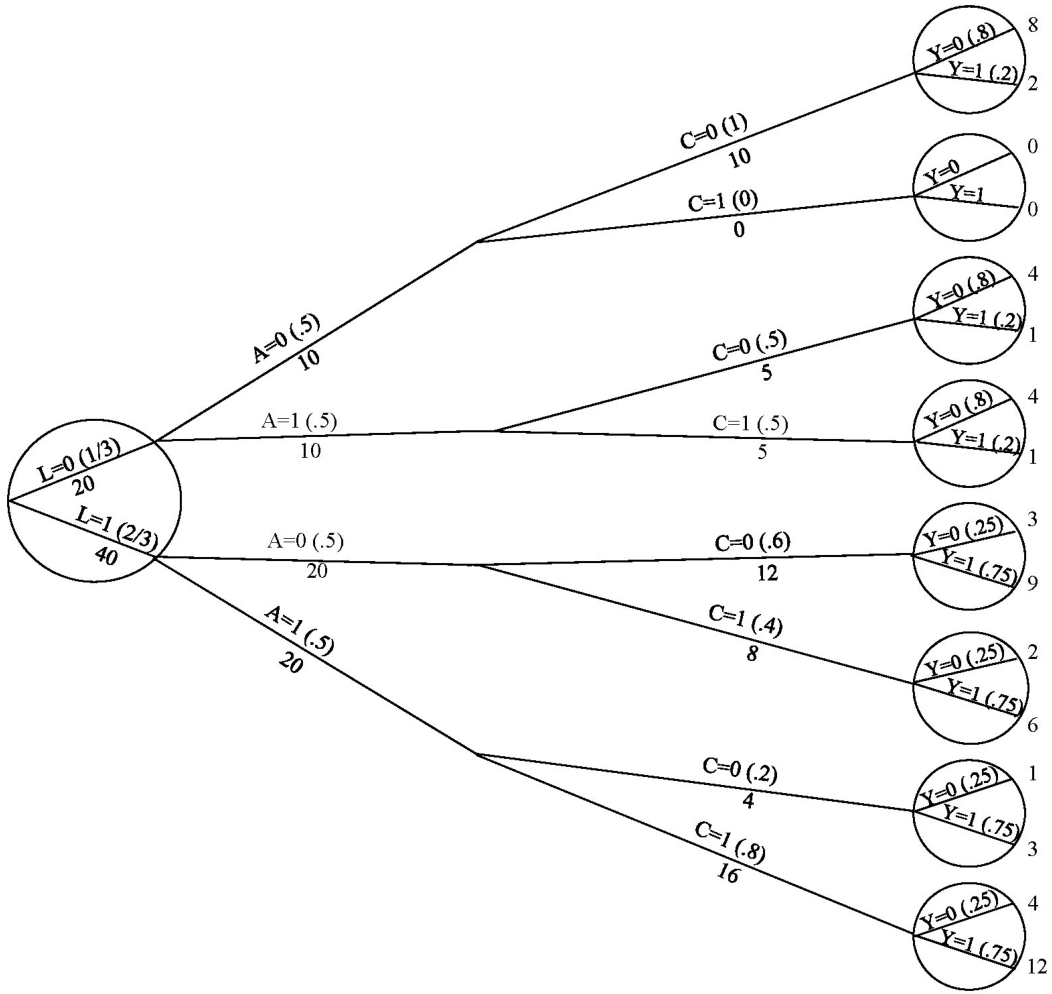 Y=0 (.8)
8
Y=1 (.2)
2
C=0 (1)
10
Y=0
0
Y=1
0
C=1 (0)
0
A=0 (.5)
10
Y=0 (.8)
4
Y=1 (.2)
1
C=0 (.5)
5
A=1 (.5)
10
C=1 (.5)
5
Y=0 (.8)
4
Y=1 (.2)
1
L=0 (1/3)
20
L=1 (2/3)
40
A=0 (.5)
20
C=0 (.6)
12
Y=0 (.25)
3
Y=1 (.75)
9
C=1 (.4)
8
Y=0 (.25)
2
Y=1 (.75)
6
A=1 (.5)
20
C=0 (.2)
4
Y=0 (.25)
1
Y=1 (.75)
3
C=1 (.8)
16
Y=0 (.25)
4
Y=1 (.75)
12